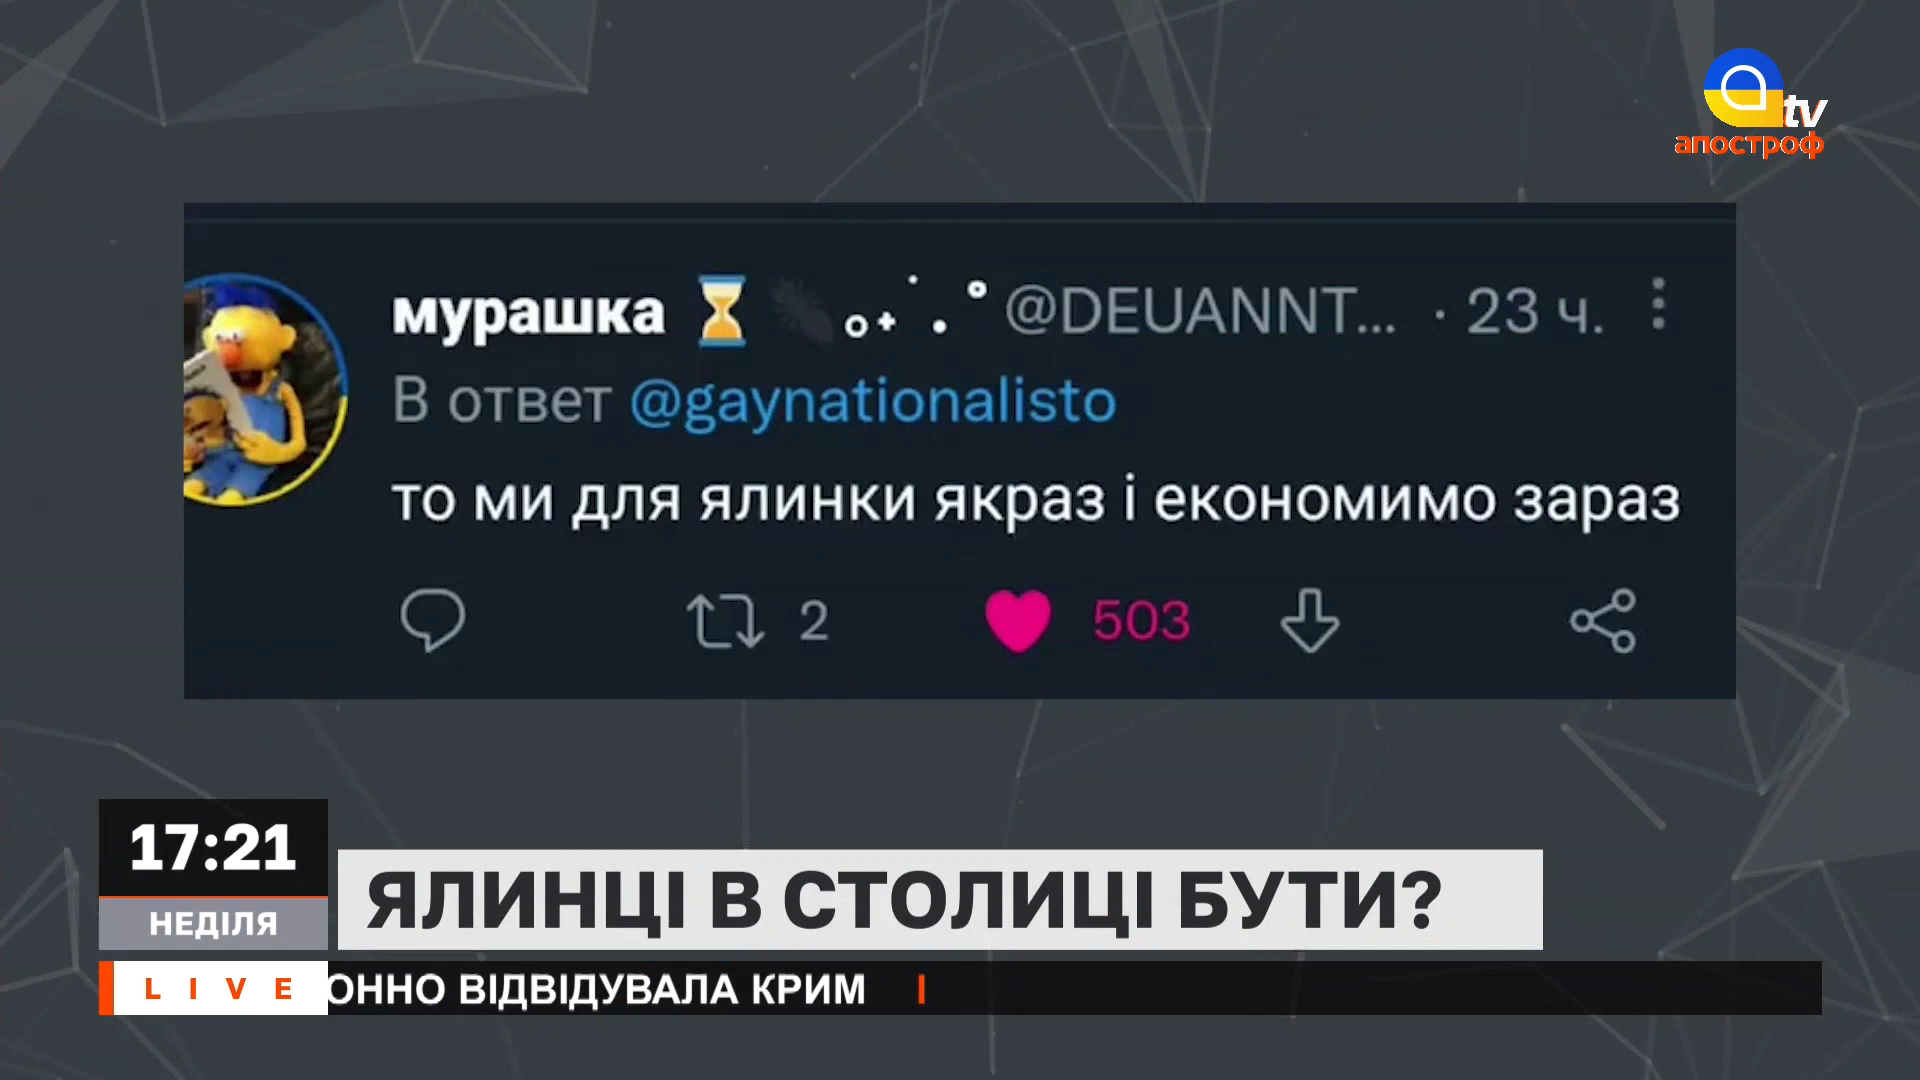 tv
апостроф
мурашка @DEUANNT... · 23 ч.
В ответ @gaynationalisto
то ми для ялинки якраз і економимо зараз
2 503
17:21
НЕДІЛЯ
ЯЛИНЦІ В СТОЛИЦІ БУТИ?
LIVE
ОННО ВІДВІДУВАЛА КРИМ